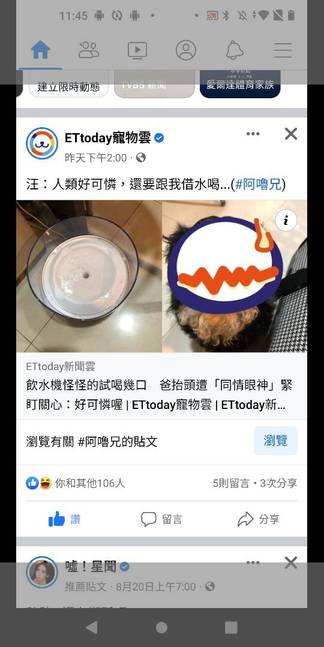 11:45
建立限時動態
TVBS 新聞
愛爾達體育家族
ETtoday寵物雲
昨天下午2:00
汪：人類好可憐，還要跟我借水喝...(#阿嚕兄)
ETtoday新聞雲
飲水機怪怪的試喝幾口　爸抬頭遭「同情眼神」緊
盯關心：好可憐喔 | ETtoday寵物雲 | ETtoday新...
瀏覽有關 #阿嚕兄的貼文
瀏覽
你和其他106人
5則留言・3次分享
讚
留言
分享
噓！星聞
推薦貼文・8月20日上午7:00